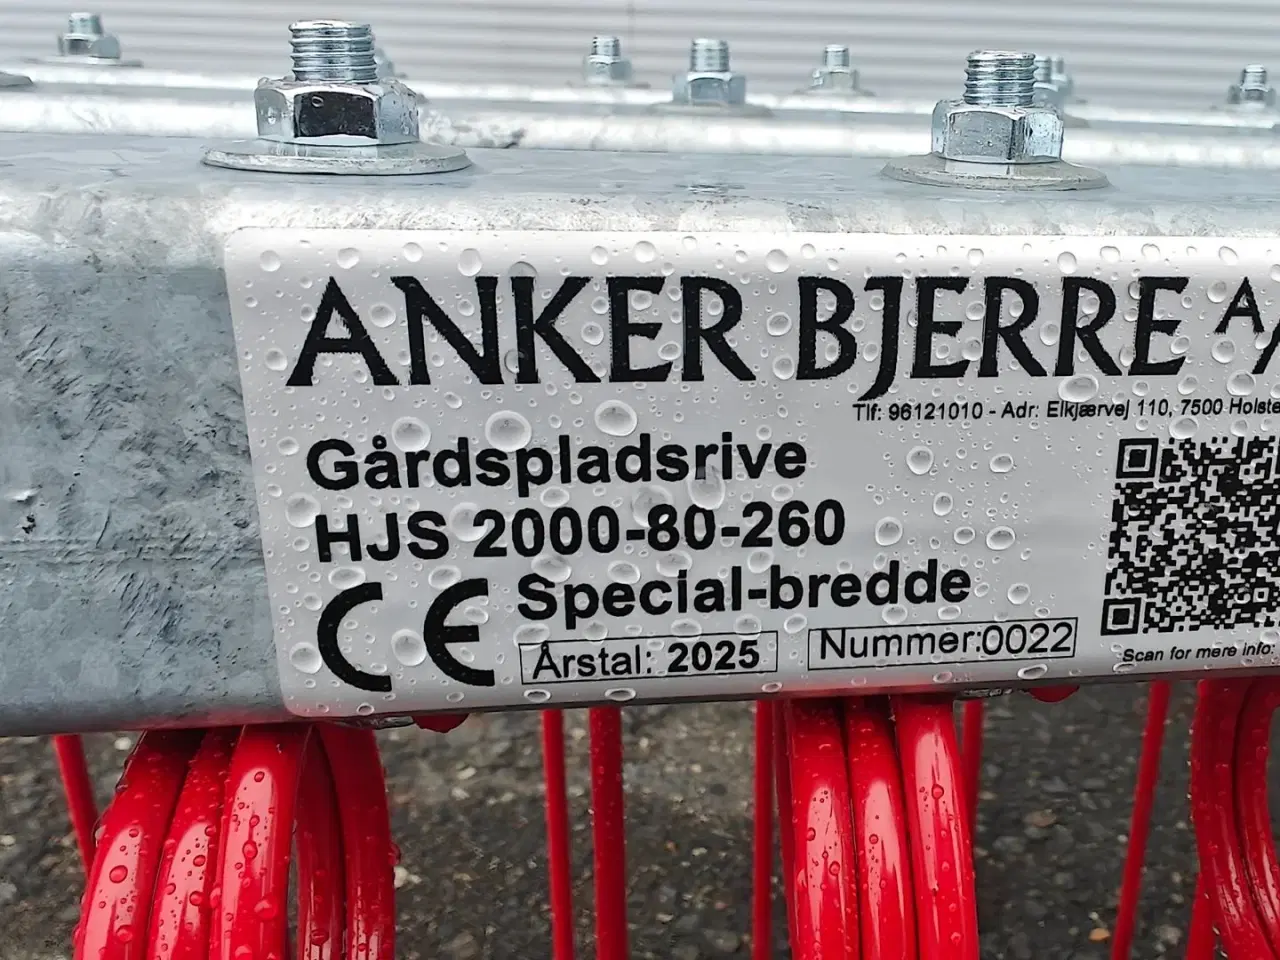 ANKER BJERRE A/
Tlf: 96121010 - Adr: Elkjærvej 110, 7500 Holste
Gårdspladsrive
HJS 2000-80-260
CE Special-bredde
Årstal: 2025 Nummer:0022
Scan for mere info: